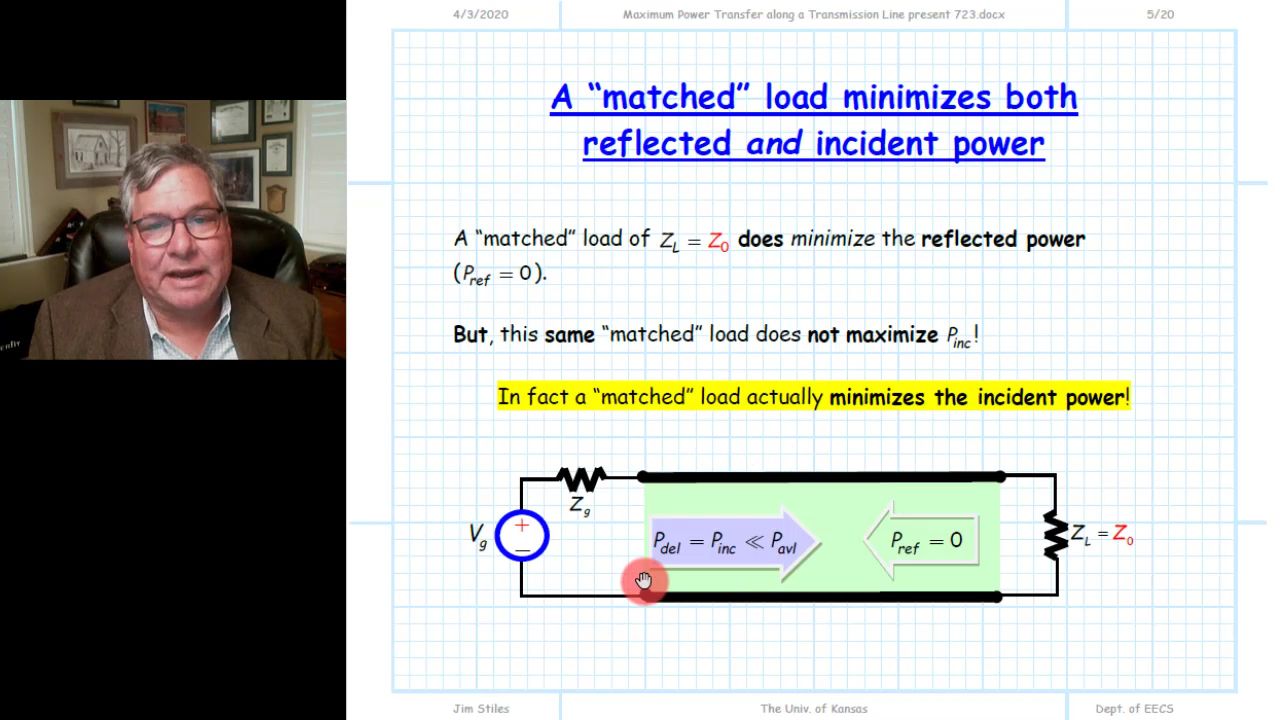 4/3/2020 Maximum Power Transfer along a Transmission Line present 723.docx 5/20
A “matched” load minimizes both
reflected and incident power
A “matched” load of Z_L = Z_0 does minimize the reflected power
(P_ref = 0).
But, this same “matched” load does not maximize P_inc!
In fact a “matched” load actually minimizes the incident power!
Z_g
V_g
+
−
P_del = P_inc ≪ P_avl
P_ref = 0
Z_L = Z_0
Jim Stiles The Univ. of Kansas Dept. of EECS